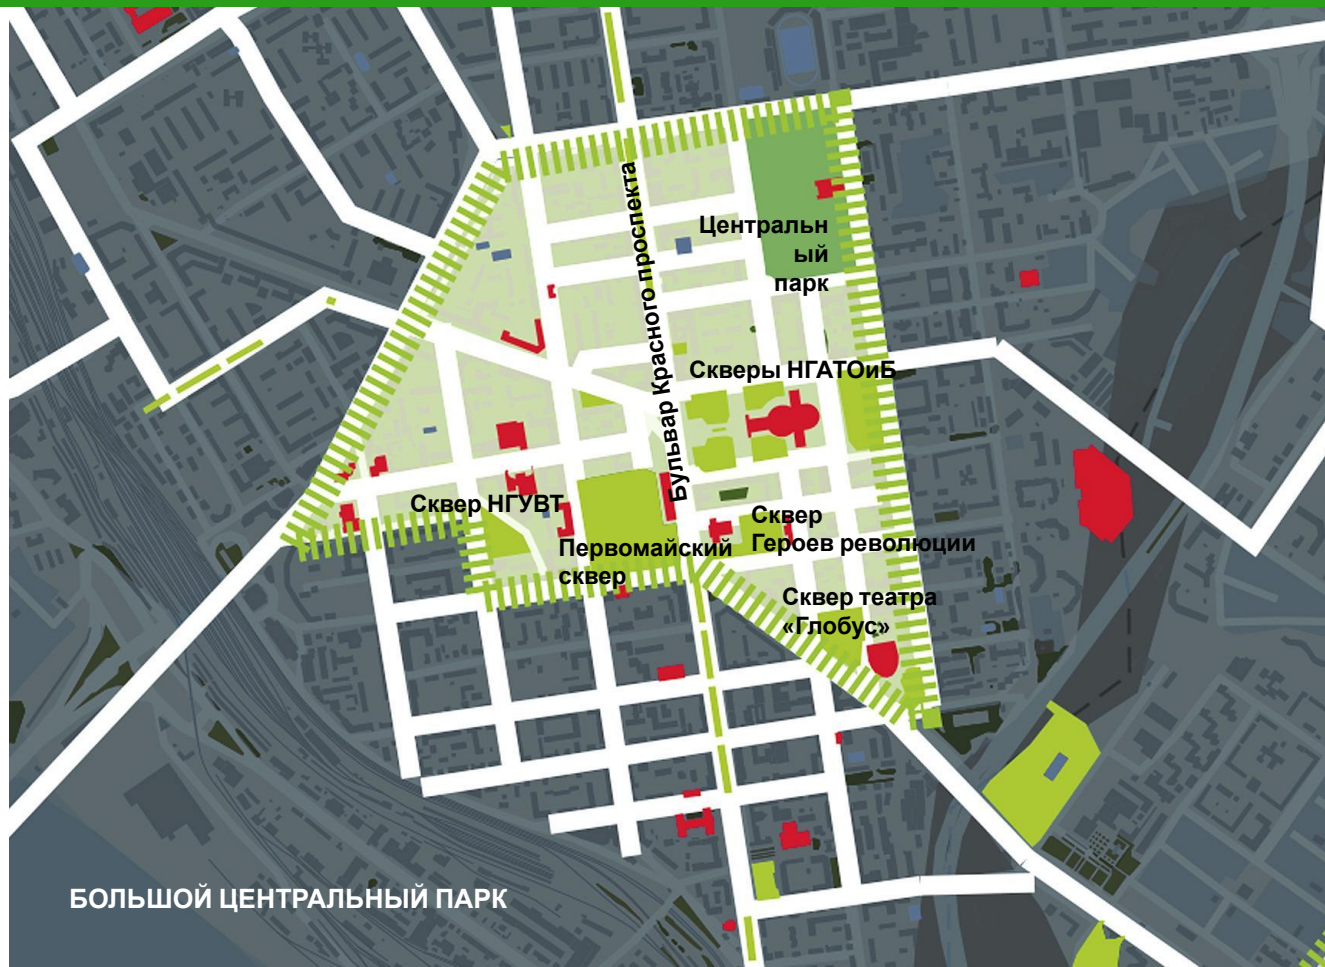 Бульвар Красного проспекта
Центральн
ый
парк
Скверы НГАТОиБ
Сквер НГУВТ
Сквер
Героев революции
Первомайский
сквер
Сквер театра
«Глобус»
БОЛЬШОЙ ЦЕНТРАЛЬНЫЙ ПАРК